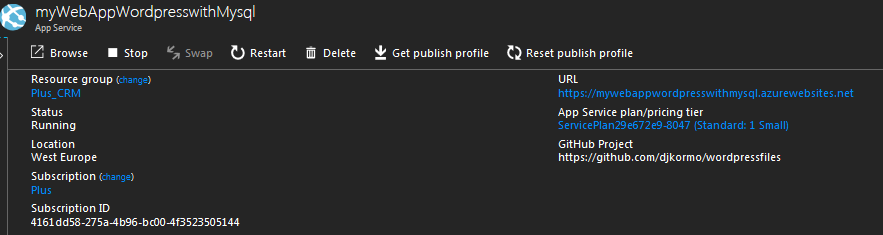 myWebAppWordpresswithMysql
App Service
Browse Stop Swap Restart Delete Get publish profile Reset publish profile
Resource group (change)
Plus_CRM
Status
Running
Location
West Europe
Subscription (change)
Plus
Subscription ID
4161dd58-275a-4b96-bc00-4f3523505144
URL
https://mywebappwordpresswithmysql.azurewebsites.net
App Service plan/pricing tier
ServicePlan29e672e9-8047 (Standard: 1 Small)
GitHub Project
https://github.com/djkormo/wordpressfiles